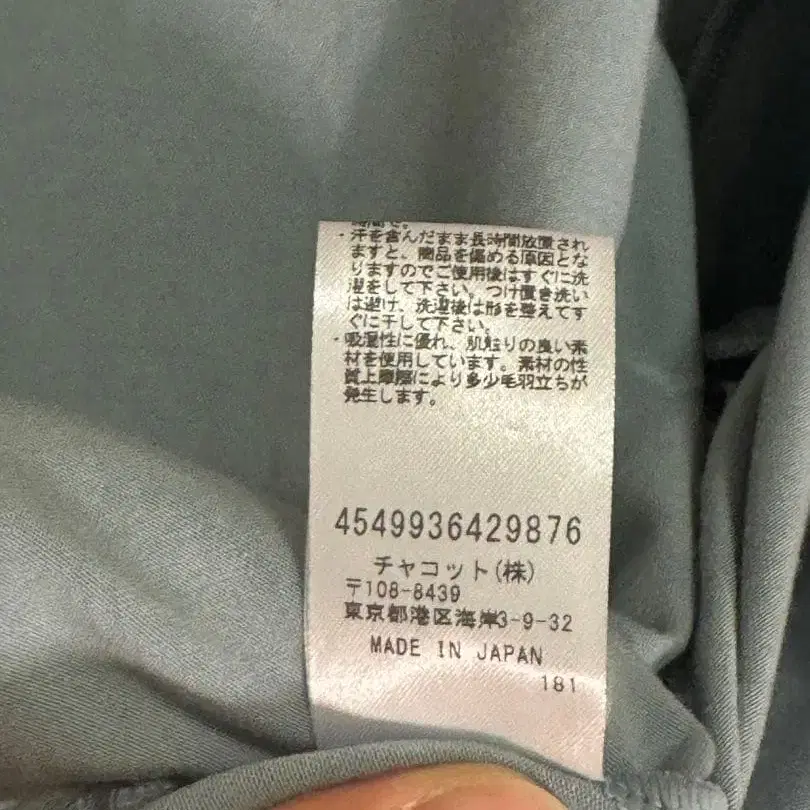 ・汗を含んだまま長時間放置され
ますと、商品を傷める原因とな
りますのでご使用後はすぐに洗
濯をして下さい。つけ置き洗い
は避け、洗濯後は形を整えてす
ぐに干して下さい。
・吸湿性に優れ、肌触りの良い素
材を使用しています。素材の性
質上摩擦により多少毛羽立ちが
発生します。
4549936429876
チャコット(株)
〒108-8439
東京都港区海岸3-9-32
MADE IN JAPAN
181